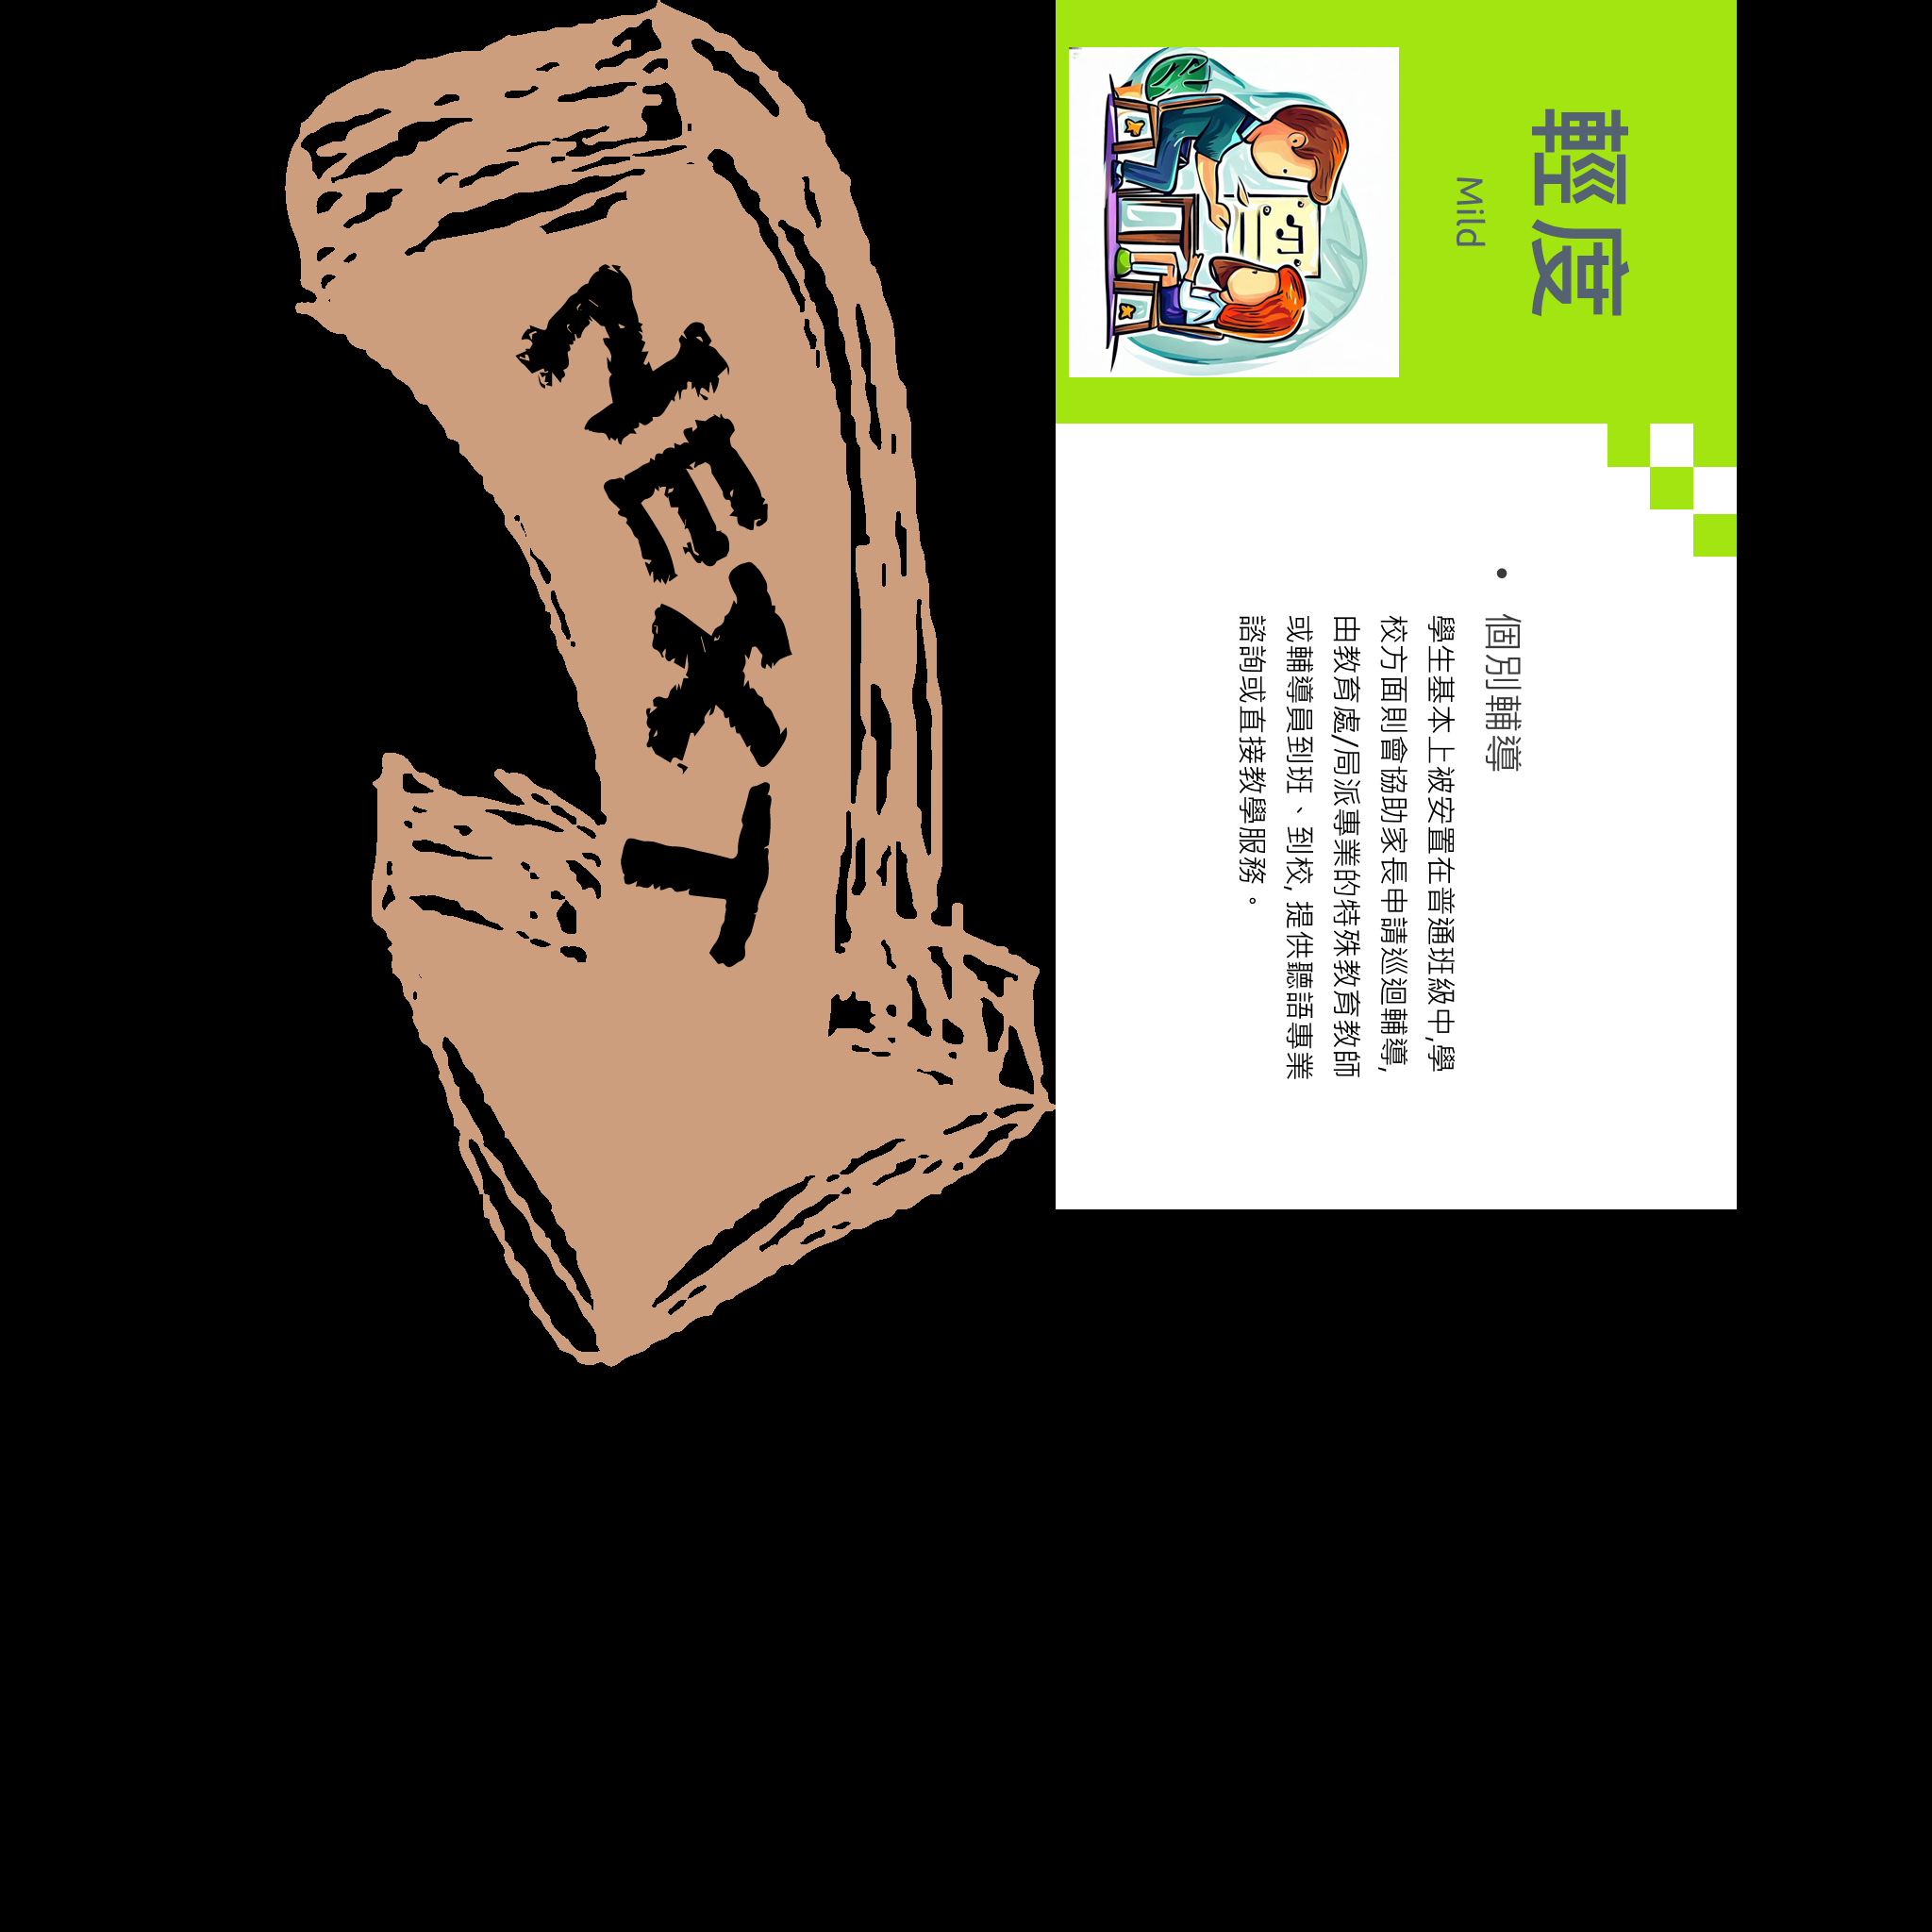 NEXT
輕度
Mild
• 個別輔導
學生基本上被安置在普通班級中,學
校方面則會協助家長申請巡迴輔導,
由教育處/局派專業的特殊教育教師
或輔導員到班、到校, 提供聽語專業
諮詢或直接教學服務。